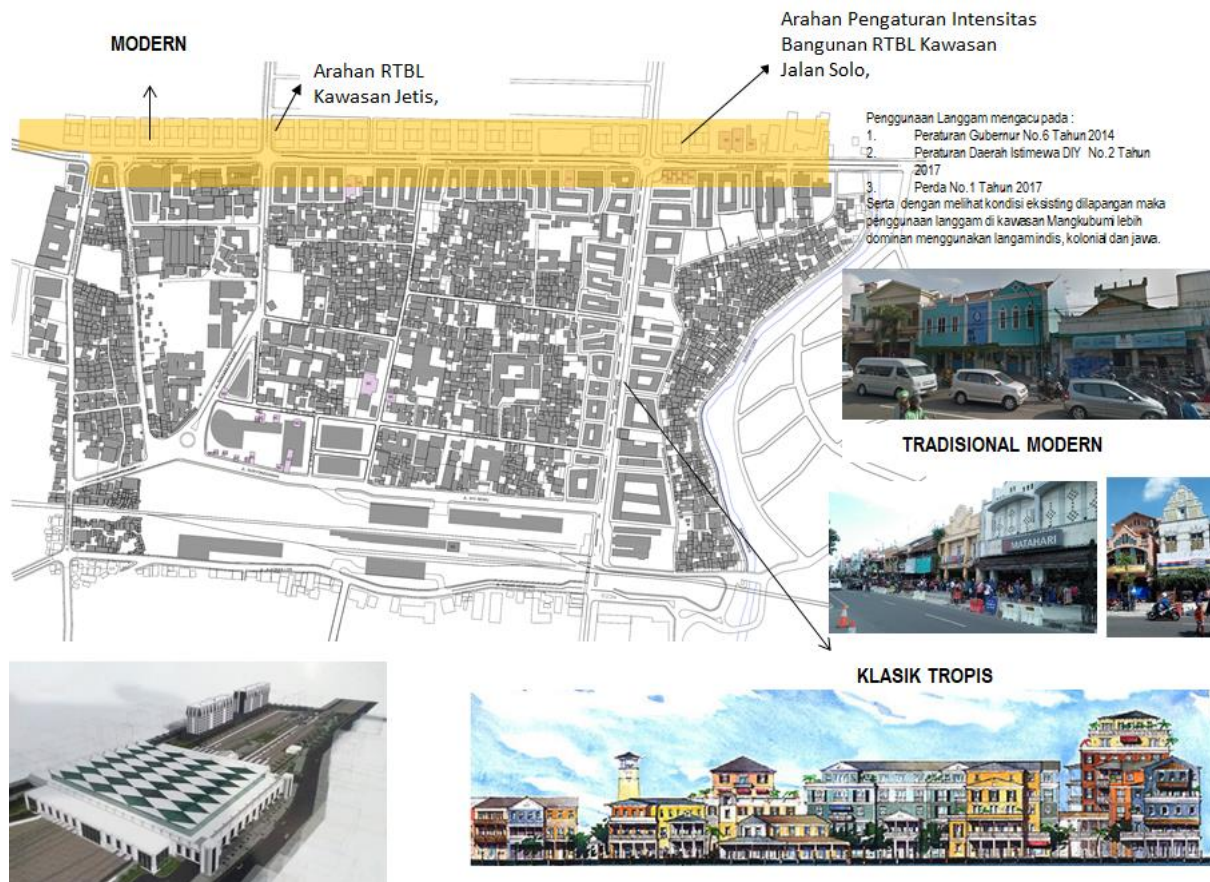 MODERN
Arahan RTBL
Kawasan Jetis,
Arahan Pengaturan Intensitas
Bangunan RTBL Kawasan
Jalan Solo,
Penggunaan Langgam mengacu pada :
1. Peraturan Gubernur No.6 Tahun 2014
2. Peraturan Daerah Istimewa DIY No.2 Tahun
2017
3. Perda No.1 Tahun 2017
Serta dengan melihat kondisi eksisting dilapangan maka
penggunaan langgam di kawasan Mangkubumi lebih
dominan menggunakan langam indis, kolonial dan jawa.
TRADISIONAL MODERN
MATAHARI
KLASIK TROPIS